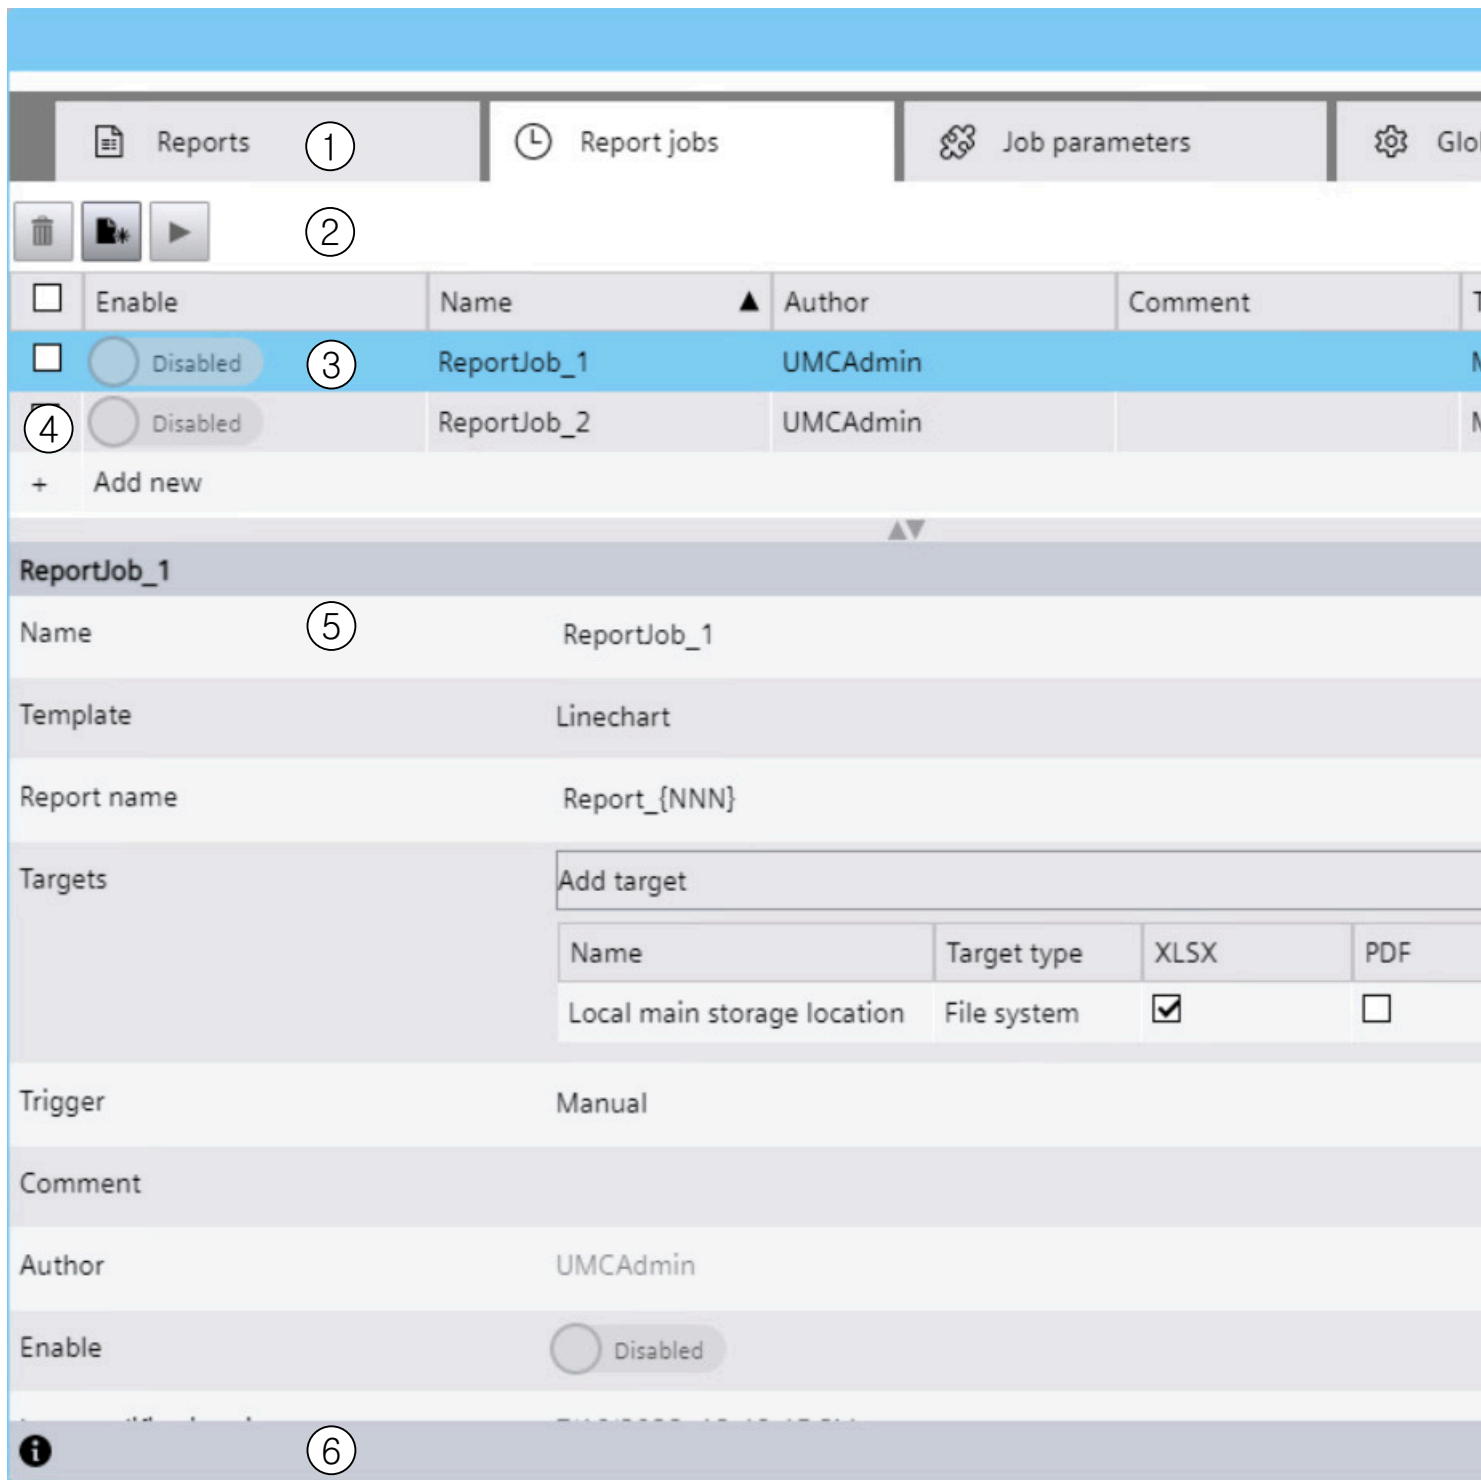 Reports ① Report jobs Job parameters Glo
②
Enable Name ▲ Author Comment T
Disabled ③ ReportJob_1 UMCAdmin M
④ Disabled ReportJob_2 UMCAdmin M
+ Add new
ReportJob_1
Name ⑤ ReportJob_1
Template Linechart
Report name Report_{NNN}
Targets Add target
Name Target type XLSX PDF
Local main storage location File system
Trigger Manual
Comment
Author UMCAdmin
Enable Disabled
⑥